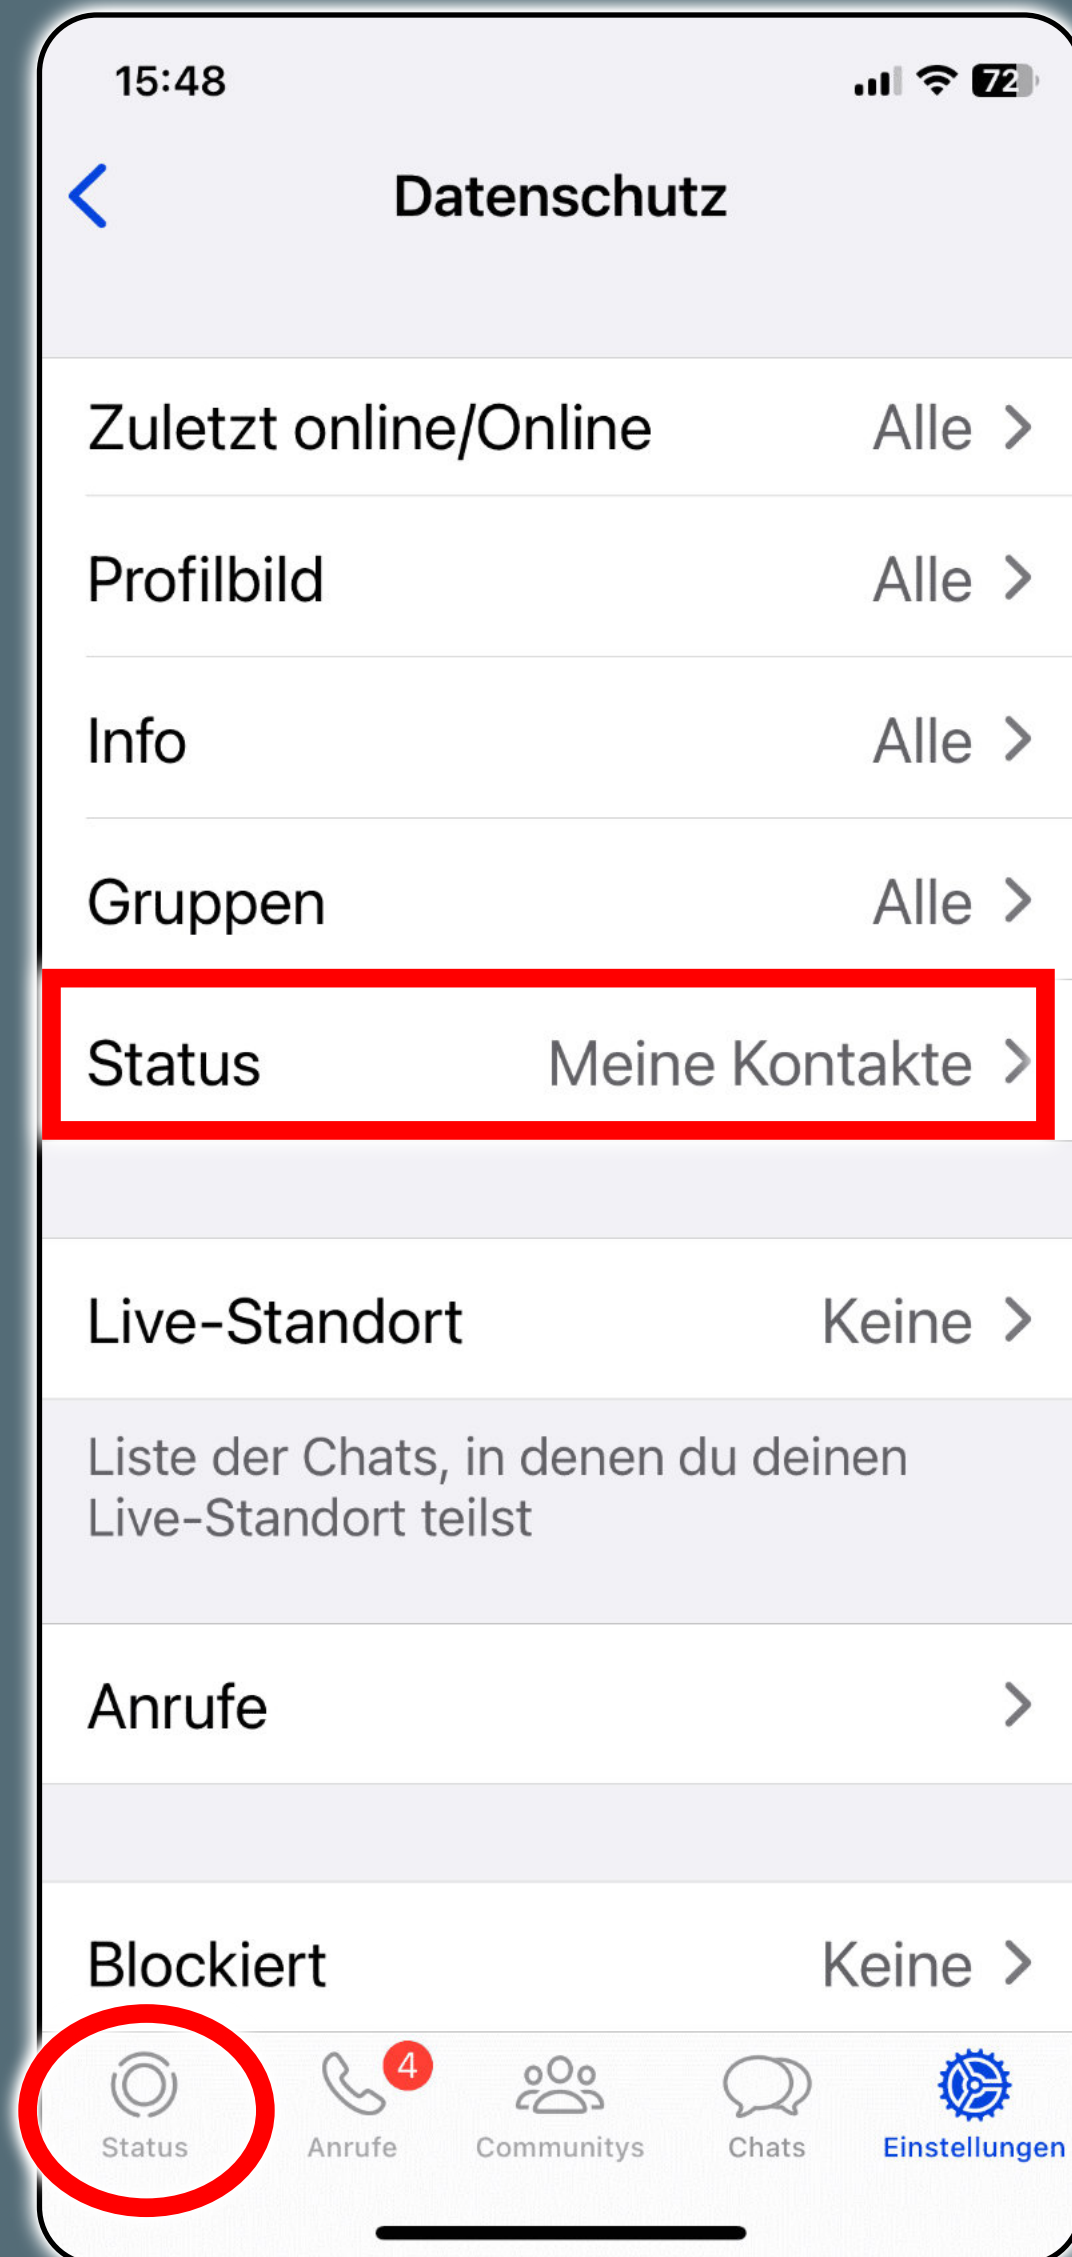 15:48
72
Datenschutz
Zuletzt online/Online Alle
Profilbild Alle
Info Alle
Gruppen Alle
Status Meine Kontakte
Live-Standort Keine
Liste der Chats, in denen du deinen
Live-Standort teilst
Anrufe
Blockiert Keine
4
Status Anrufe Communitys Chats Einstellungen